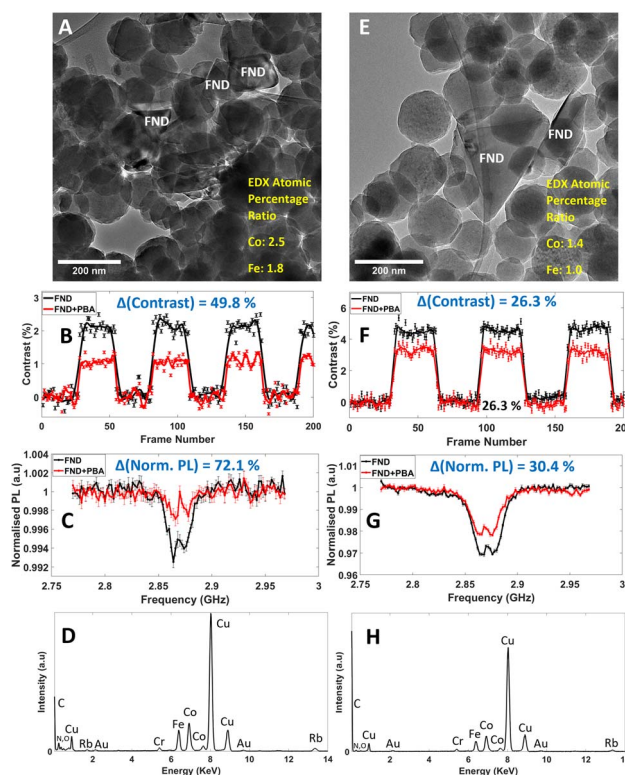 A
FND
FND
FND
EDX Atomic
Percentage
Ratio
Co: 2.5
Fe: 1.8
200 nm
E
FND
FND
EDX Atomic
Percentage
Ratio
Co: 1.4
Fe: 1.0
200 nm
FND
FND+PBA
Δ(Contrast) = 49.8 %
B
Contrast (%)
3
2
1
0
0 50 100 150 200
Frame Number
FND
FND+PBA
Δ(Contrast) = 26.3 %
F
26.3 %
Contrast (%)
6
4
2
0
0 50 100 150 200
Frame Number
FND
FND+PBA
Δ(Norm. PL) = 72.1 %
C
Normalised PL (a.u)
1.004
1.002
1
0.998
0.996
0.994
0.992
2.75 2.8 2.85 2.9 2.95 3
Frequency (GHz)
FND
FND+PBA
Δ(Norm. PL) = 30.4 %
G
Normalised PL (a.u)
1.01
1
0.99
0.98
0.97
0.96
2.75 2.8 2.85 2.9 2.95 3
Frequency (GHz)
D
Intensity (a.u)
C
N,O
Cu
Rb
Au
Cr
Fe
Co
Co
Cu
Cu
Au
Rb
2 4 6 8 10 12 14
Energy (KeV)
H
Intensity (a.u)
C
N,O
Cu
Au
Cr
Fe
Co
Co
Cu
Cu
Au
Rb
2 4 6 8 10 12
Energy (KeV)